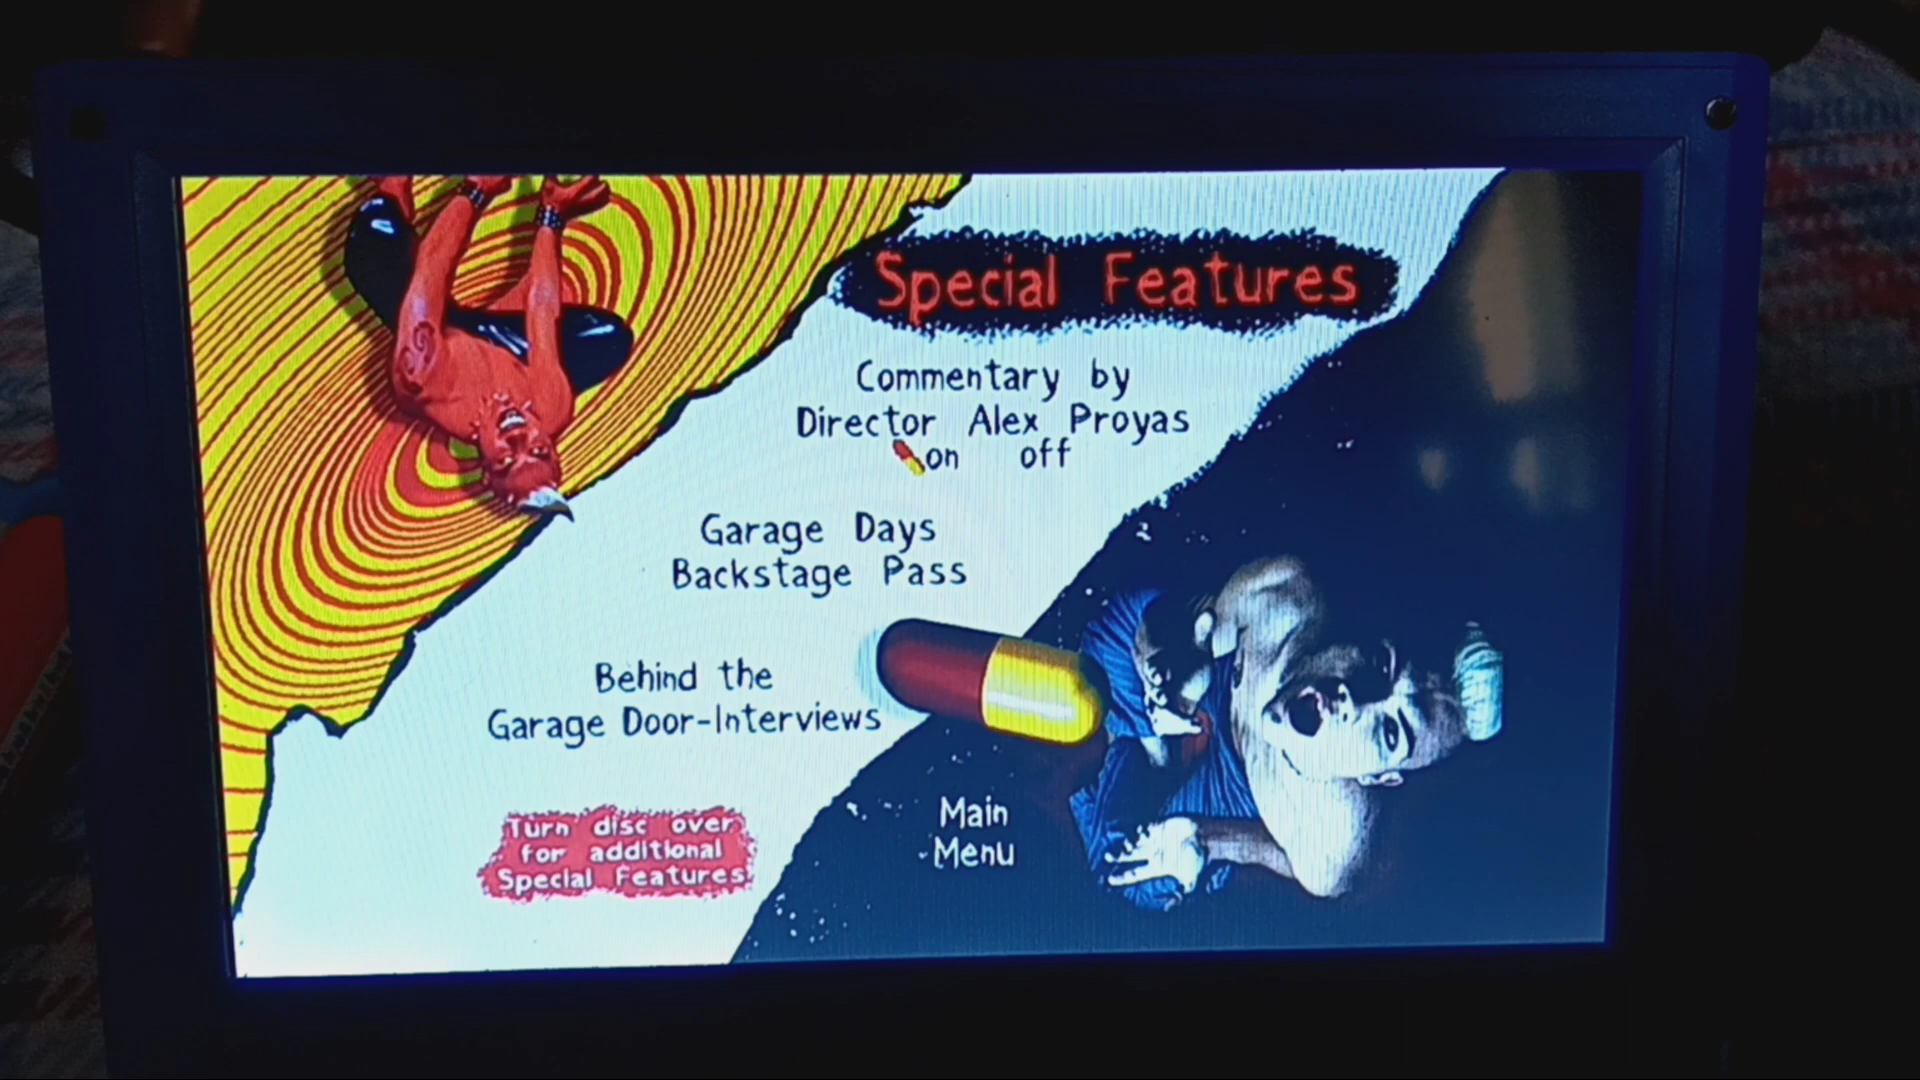 Special Features
Commentary by
Director Alex Proyas
on off
Garage Days
Backstage Pass
Behind the
Garage Door-Interviews
Turn disc over
for additional
Special Features
Main
Menu